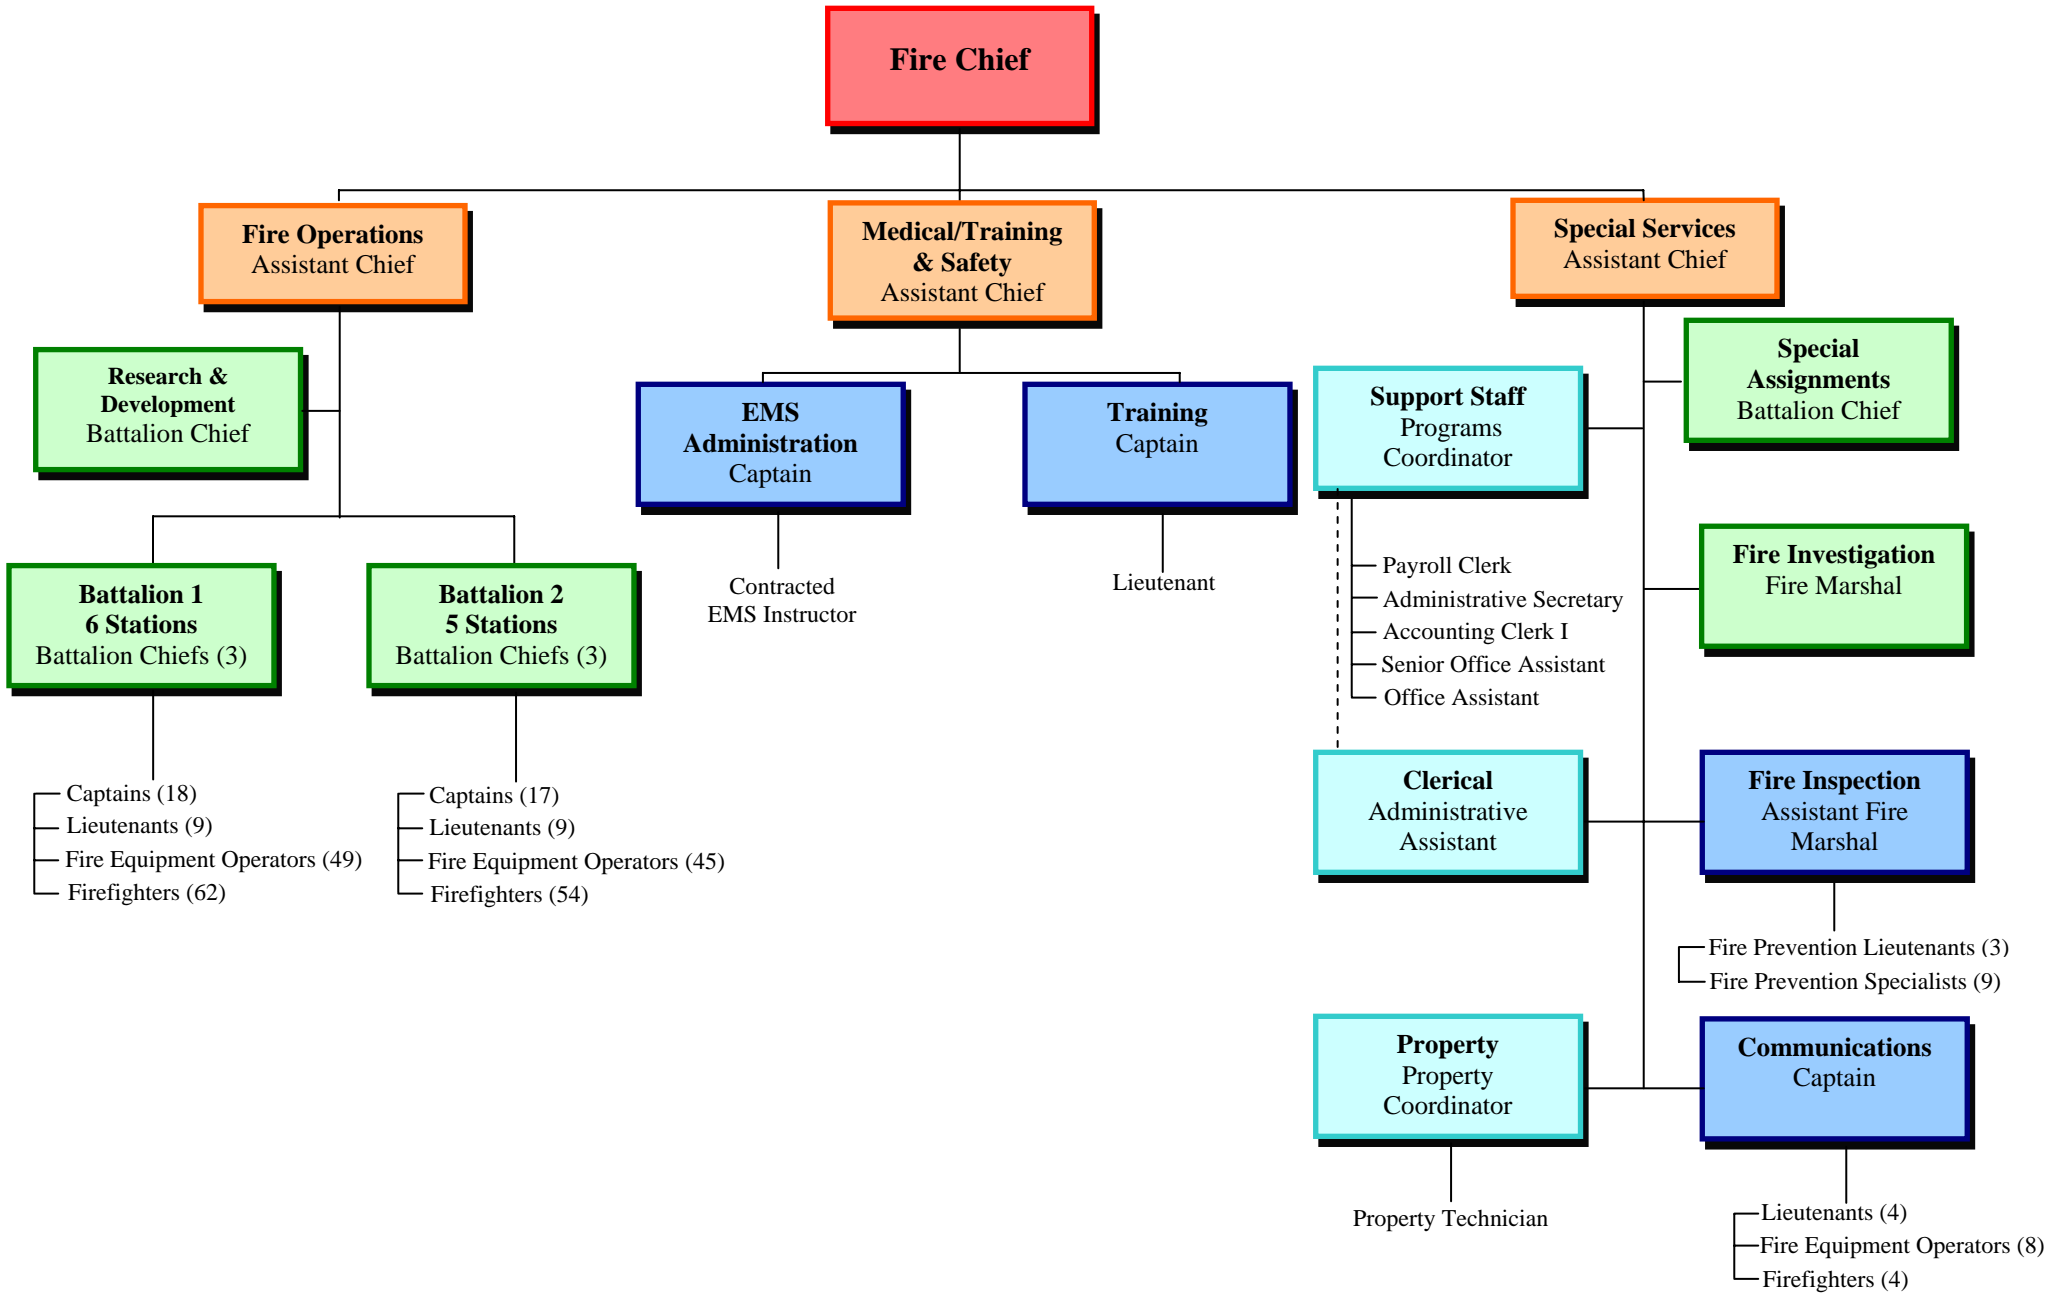 Fire Chief
Fire Operations
Assistant Chief
Medical/Training
& Safety
Assistant Chief
Special Services
Assistant Chief
Research &
Development
Battalion Chief
EMS
Administration
Captain
Training
Captain
Support Staff
Programs
Coordinator
Special
Assignments
Battalion Chief
Contracted
EMS Instructor
Lieutenant
Payroll Clerk
Administrative Secretary
Accounting Clerk I
Senior Office Assistant
Office Assistant
Fire Investigation
Fire Marshal
Battalion 1
6 Stations
Battalion Chiefs (3)
Battalion 2
5 Stations
Battalion Chiefs (3)
Captains (18)
Lieutenants (9)
Fire Equipment Operators (49)
Firefighters (62)
Captains (17)
Lieutenants (9)
Fire Equipment Operators (45)
Firefighters (54)
Clerical
Administrative
Assistant
Fire Inspection
Assistant Fire
Marshal
Fire Prevention Lieutenants (3)
Fire Prevention Specialists (9)
Property
Property
Coordinator
Communications
Captain
Property Technician
Lieutenants (4)
Fire Equipment Operators (8)
Firefighters (4)